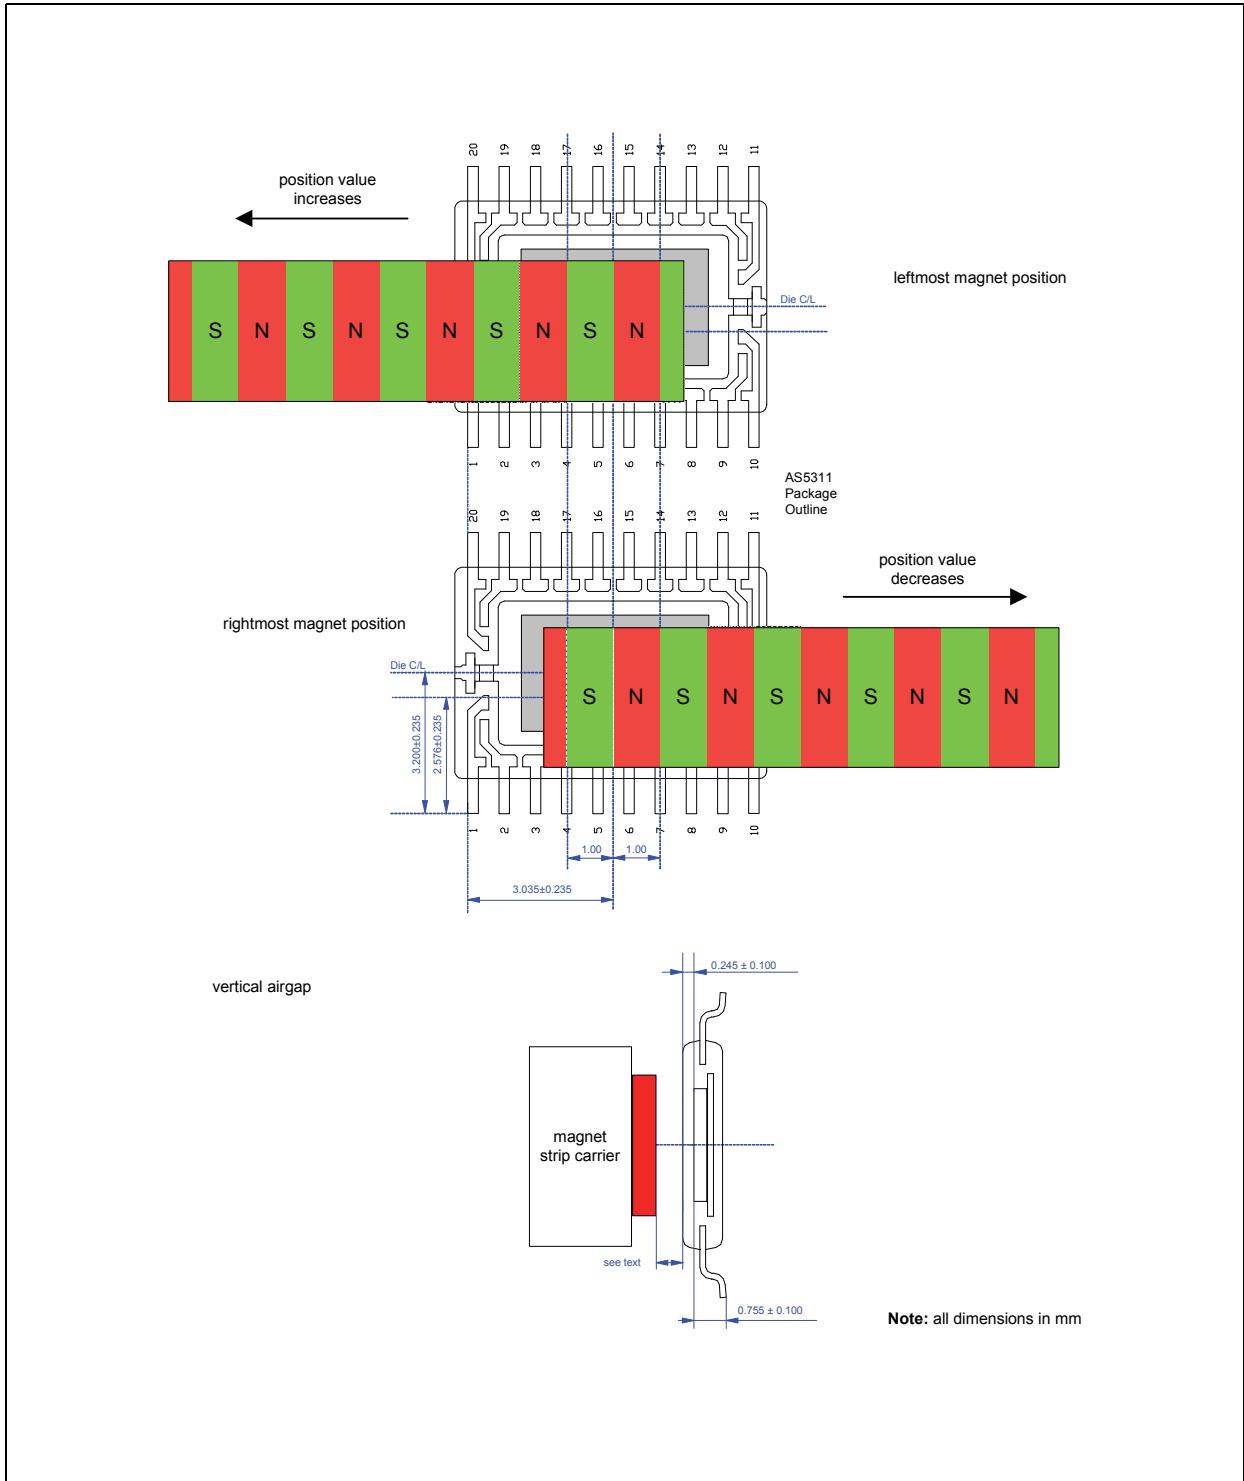 20 19 18 17 16 15 14 13 12 11
position value
increases
leftmost magnet position
Die C/L
S N S N S N S N S N
1 2 3 4 5 6 7 8 9 10
AS5311
Package
Outline
20 19 18 17 16 15 14 13 12 11
position value
decreases
rightmost magnet position
Die C/L
S N S N S N S N S N
3.200±0.235
2.576±0.235
1 2 3 4 5 6 7 8 9 10
1.00 1.00
3.035±0.235
0.245 ± 0.100
vertical airgap
magnet
strip carrier
see text
0.755 ± 0.100
Note: all dimensions in mm